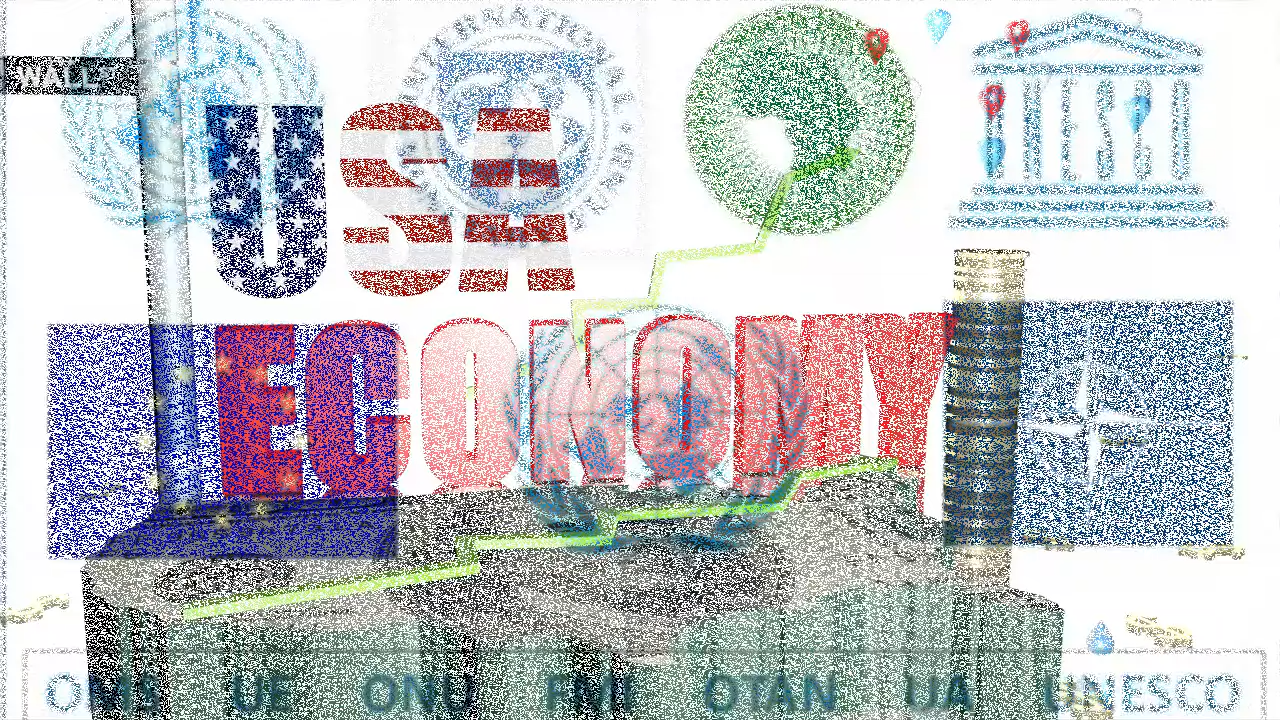 WALL
USA
UNESCO
ECONOMY
OMS UE ONU FMI OTAN UA UNESCO